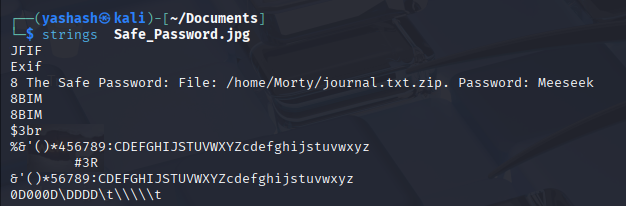 ┌──(yashash㉿kali)-[~/Documents]
└─$ strings  Safe_Password.jpg
JFIF
Exif
8 The Safe Password: File: /home/Morty/journal.txt.zip. Password: Meeseek
8BIM
8BIM
$3br
%&'()*456789:CDEFGHIJSTUVWXYZcdefghijstuvwxyz
        #3R
&'()*56789:CDEFGHIJSTUVWXYZcdefghijstuvwxyz
0D000D\DDDD\t\\\\\t